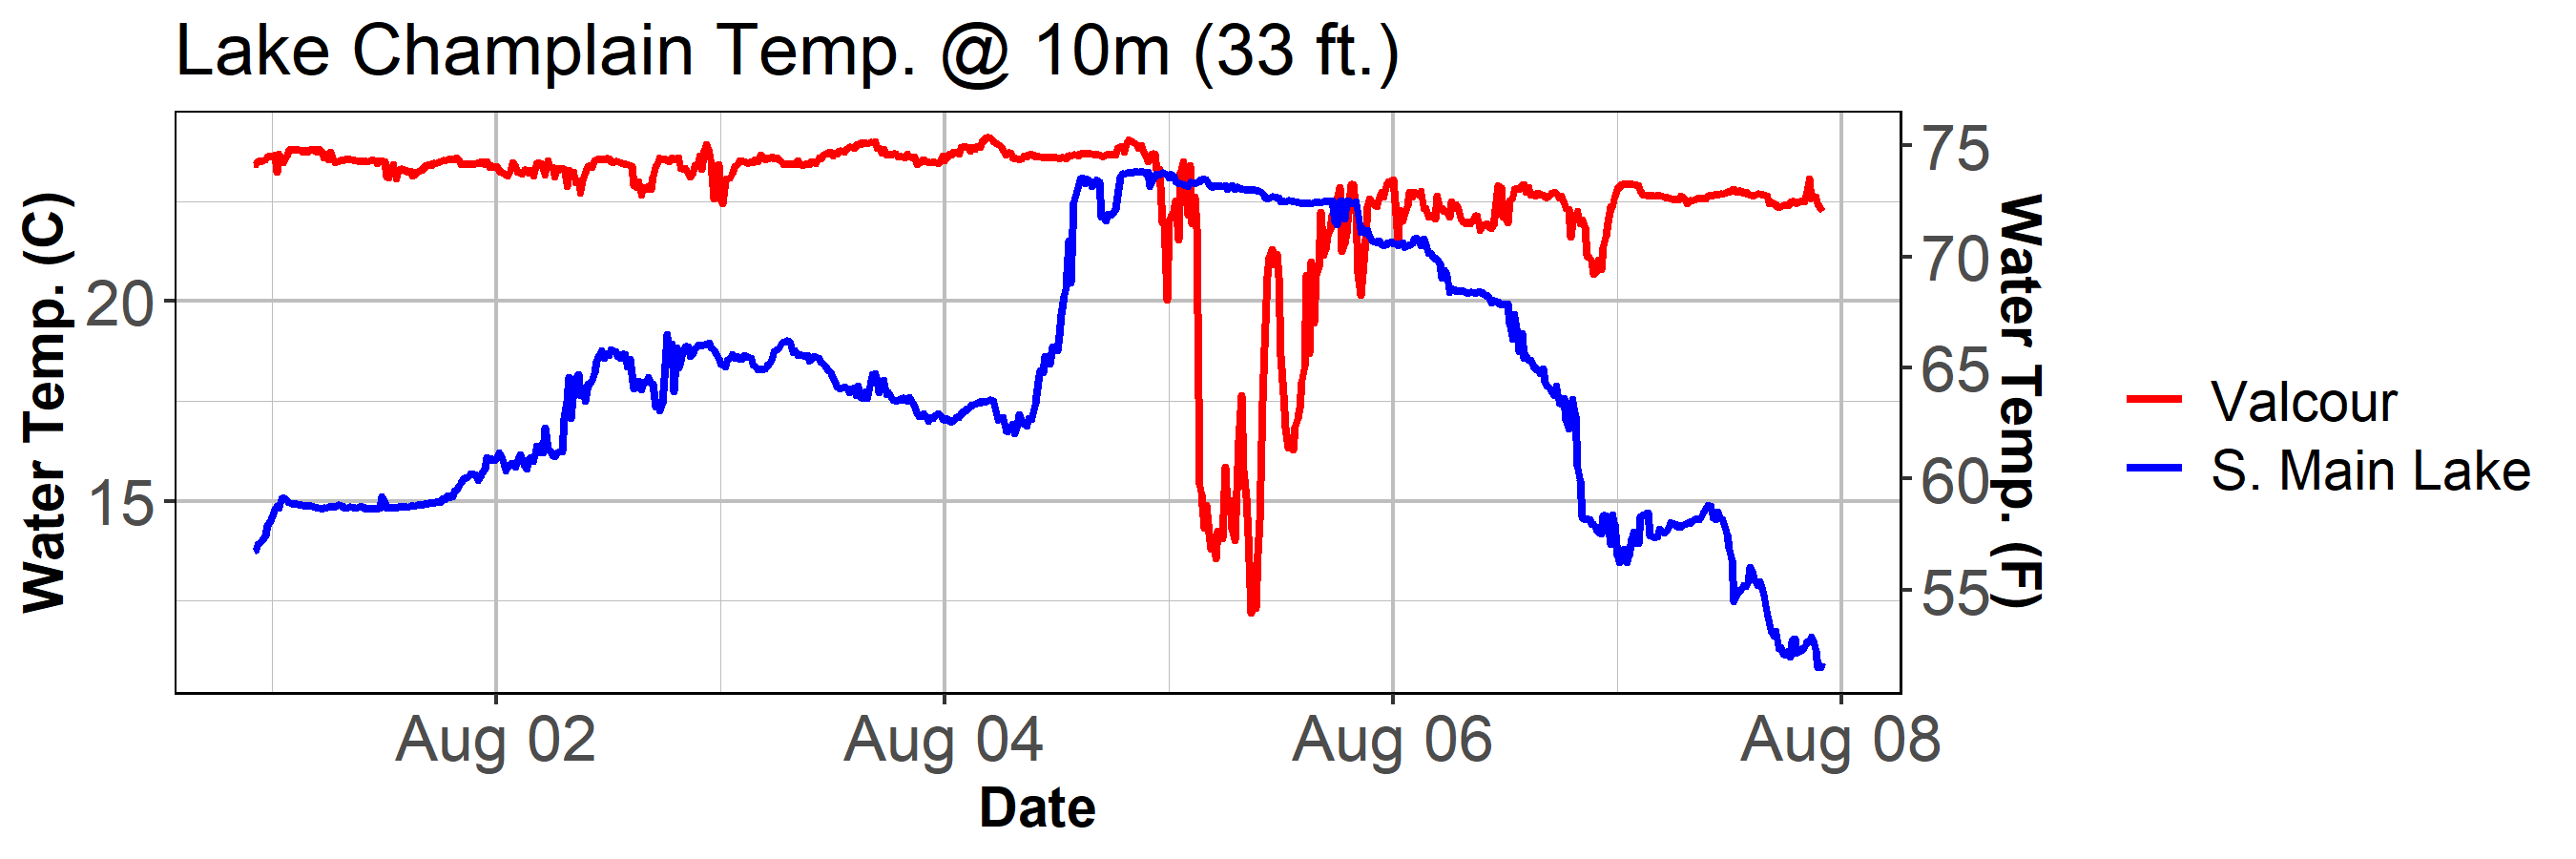 Lake Champlain Temp. @ 10m (33 ft.)
Water Temp. (C)
20
15
75
70
65
60
55
Water Temp. (F)
Aug 02
Aug 04
Aug 06
Aug 08
Date
Valcour
S. Main Lake